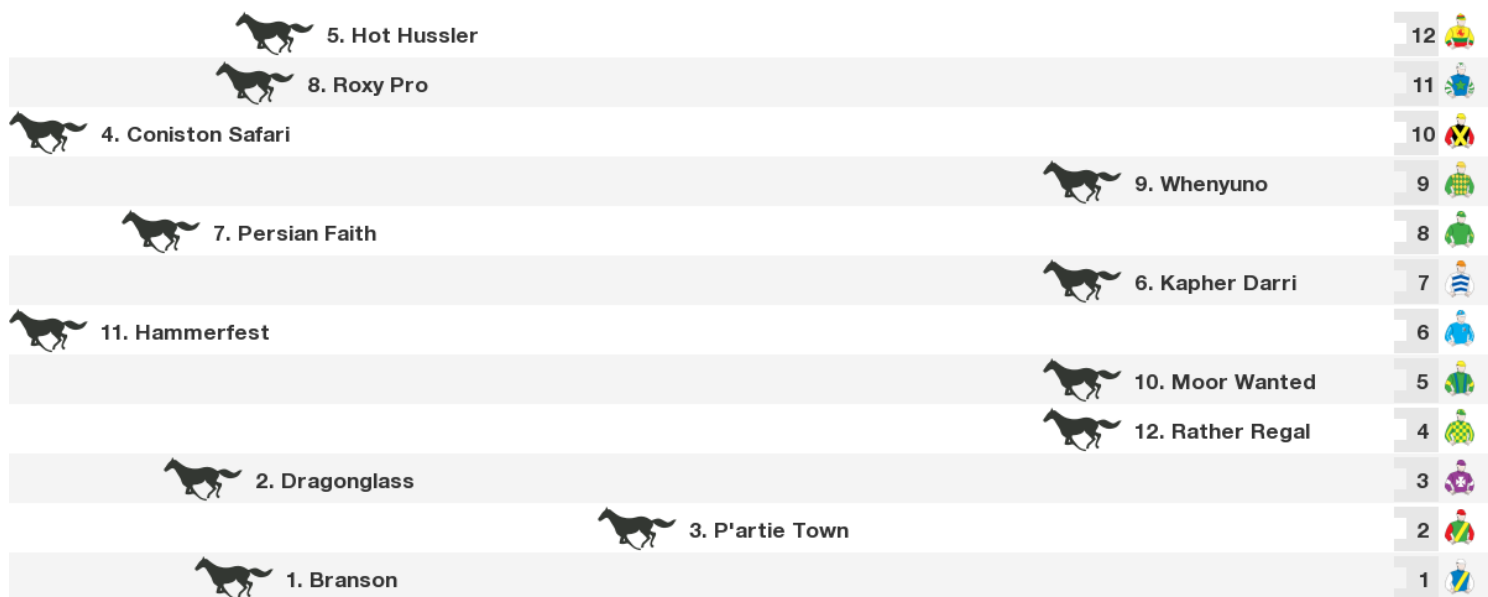 5. Hot Hussler 12
8. Roxy Pro 11
4. Coniston Safari 10
9. Whenyuno 9
7. Persian Faith 8
6. Kapher Darri 7
11. Hammerfest 6
10. Moor Wanted 5
12. Rather Regal 4
2. Dragonglass 3
3. P'artie Town 2
1. Branson 1